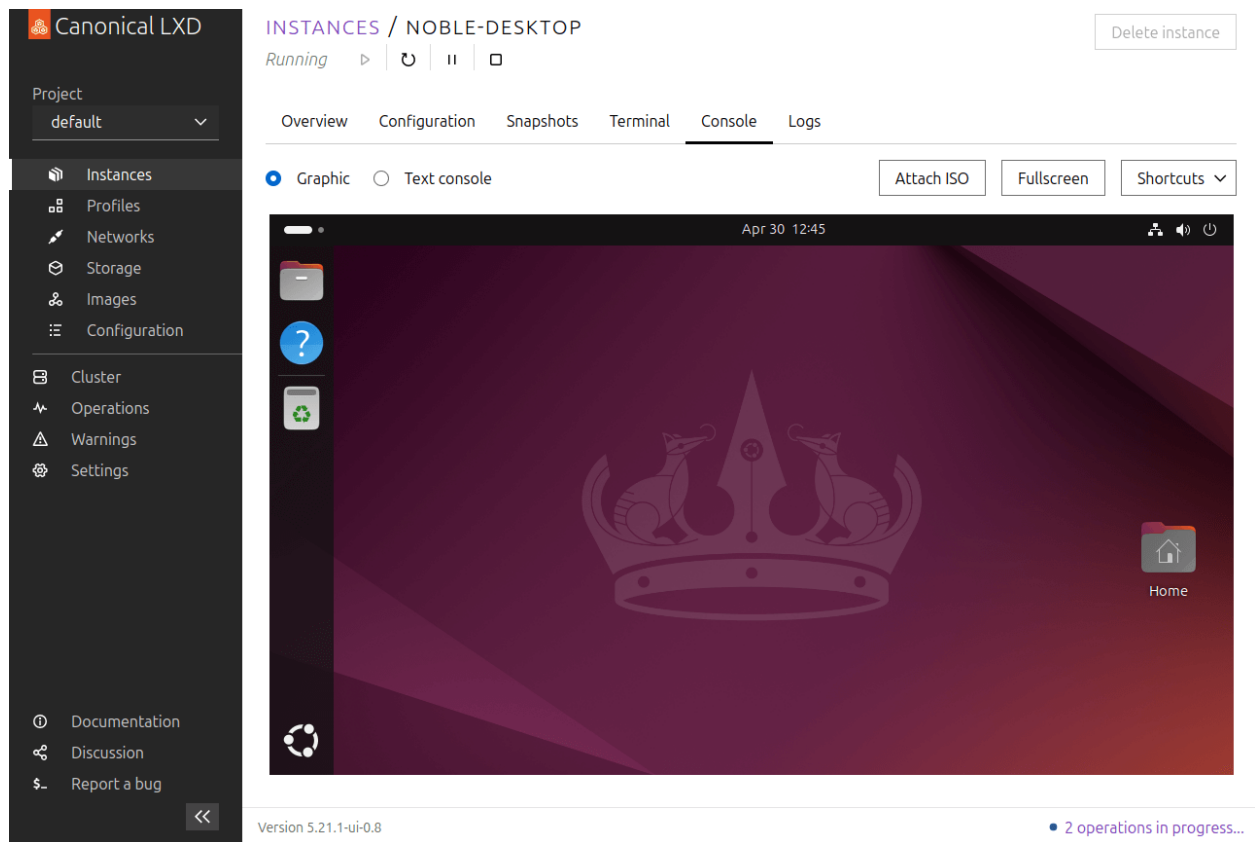 Canonical LXD
Project
default
Instances
Profiles
Networks
Storage
Images
Configuration
Cluster
Operations
Warnings
Settings
Documentation
Discussion
Report a bug
INSTANCES / NOBLE-DESKTOP
Delete instance
Running
Overview Configuration Snapshots Terminal Console Logs
Graphic Text console Attach ISO Fullscreen Shortcuts
Apr 30 12:45
?
Home
Version 5.21.1-ui-0.8
2 operations in progress...